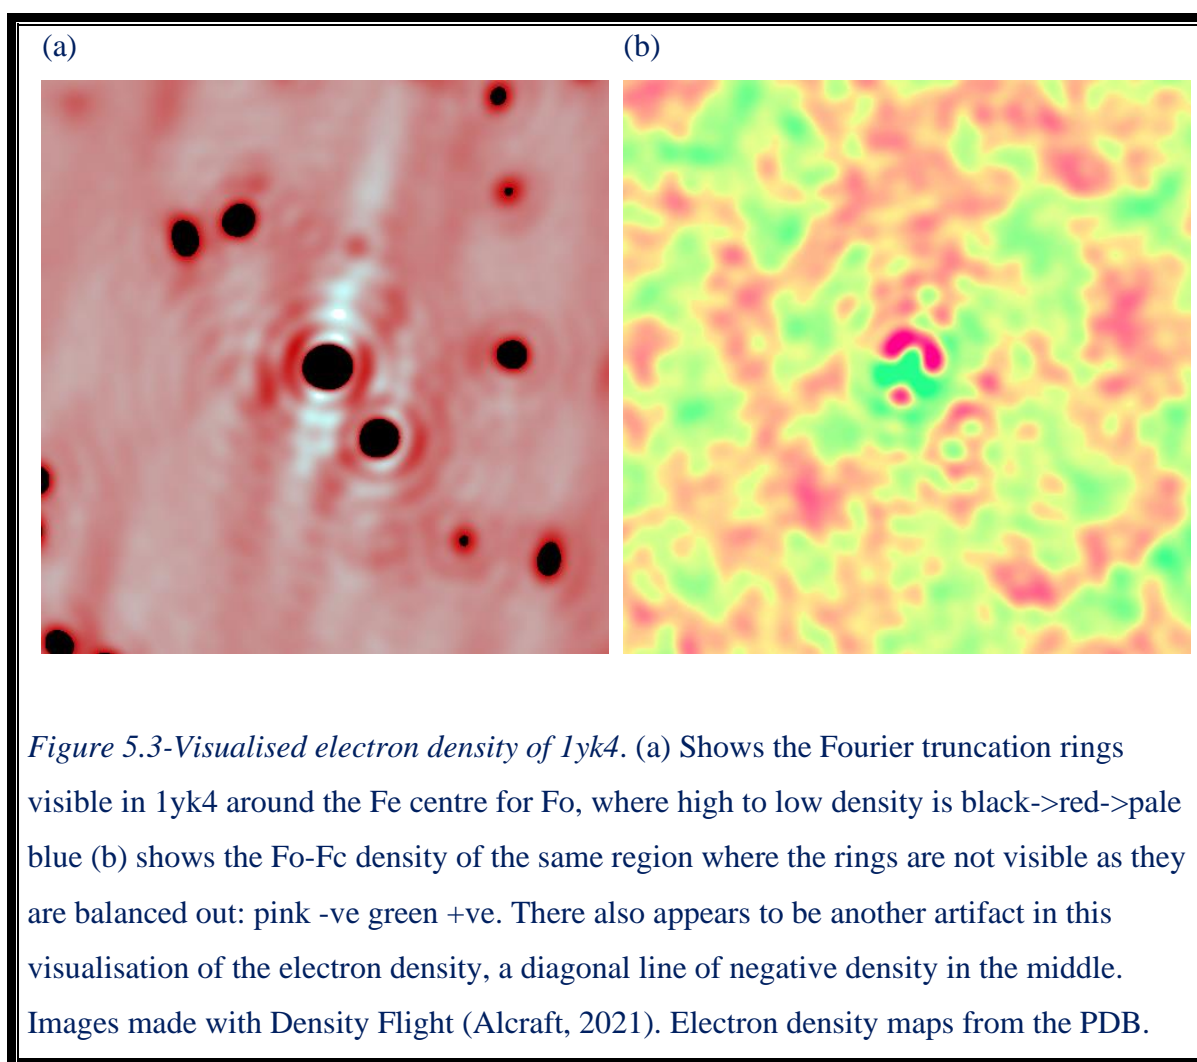 (a) (b)
Figure 5.3-Visualised electron density of 1yk4. (a) Shows the Fourier truncation rings
visible in 1yk4 around the Fe centre for Fo, where high to low density is black->red->pale
blue (b) shows the Fo-Fc density of the same region where the rings are not visible as they
are balanced out: pink -ve green +ve. There also appears to be another artifact in this
visualisation of the electron density, a diagonal line of negative density in the middle.
Images made with Density Flight (Alcraft, 2021). Electron density maps from the PDB.